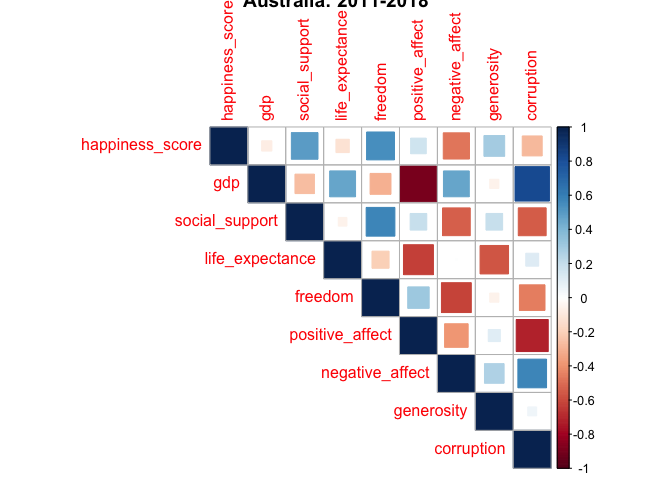 Australia: 2011-2018
happiness_score
gdp
social_support
life_expectance
freedom
positive_affect
negative_affect
generosity
corruption
happiness_score
gdp
social_support
life_expectance
freedom
positive_affect
negative_affect
generosity
corruption
1
0.8
0.6
0.4
0.2
0
-0.2
-0.4
-0.6
-0.8
-1